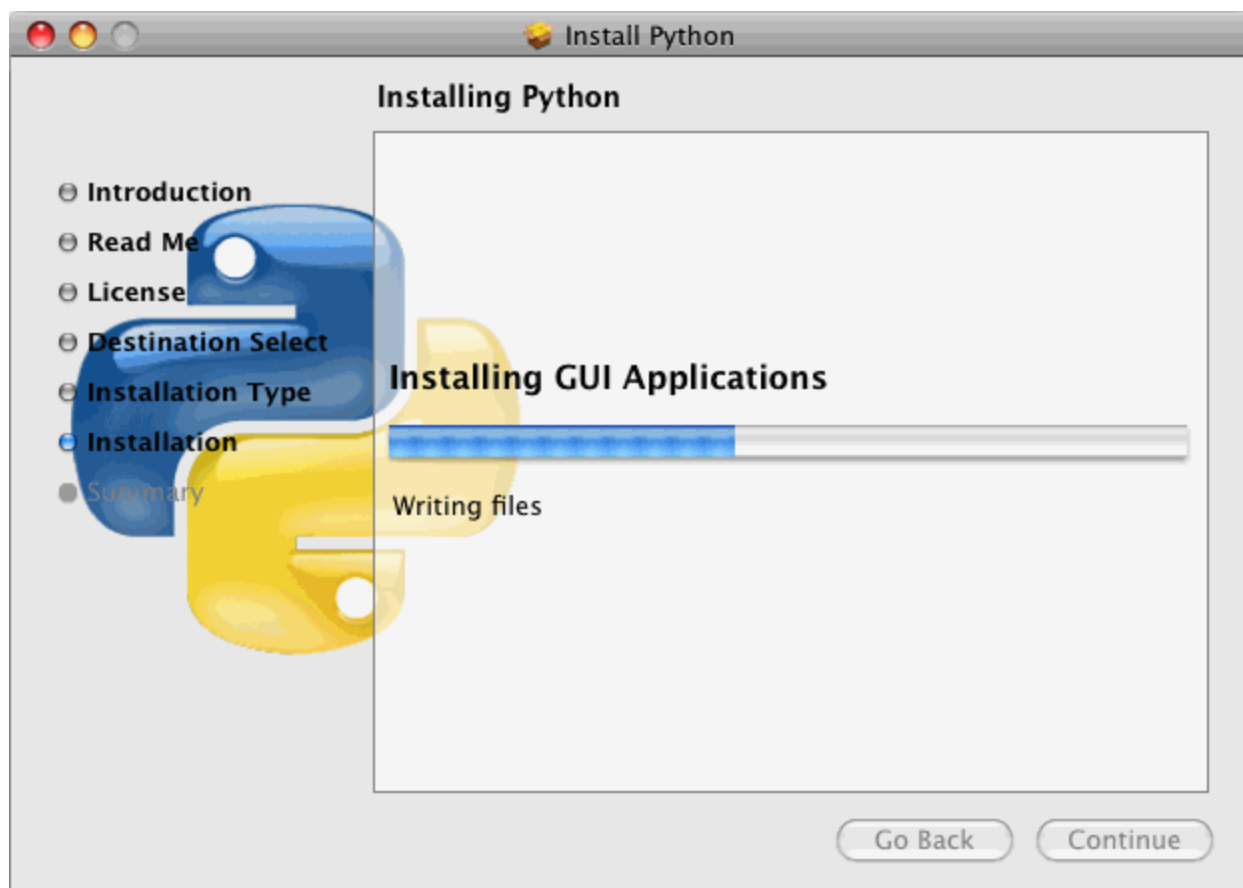 Install Python
Installing Python
Introduction
Read Me
License
Destination Select
Installation Type
Installation
Summary
Installing GUI Applications
Writing files
Go Back
Continue